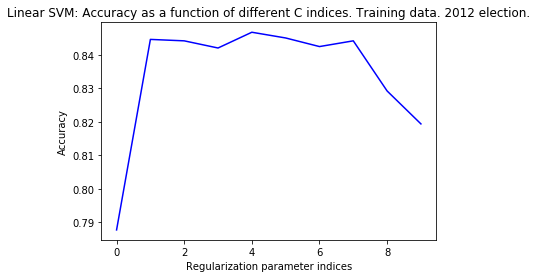 Linear SVM: Accuracy as a function of different C indices. Training data. 2012 election.
0.84
0.83
0.82
0.81
0.80
0.79
Accuracy
0 2 4 6 8
Regularization parameter indices